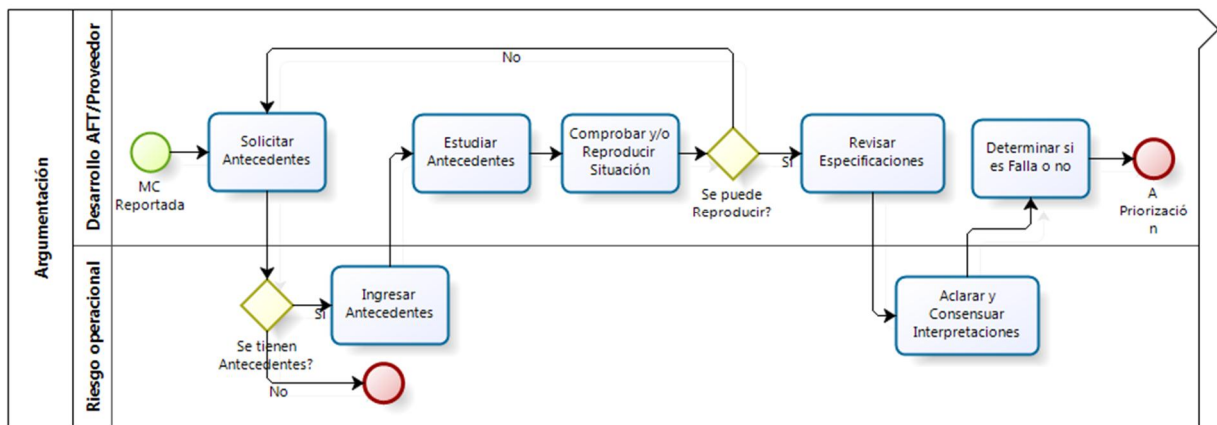 Argumentación
Desarrollo AFT/Proveedor
Riesgo operacional
MC
Reportada
Solicitar
Antecedentes
No
Estudiar
Antecedentes
Comprobar y/o
Reproducir
Situación
Se puede
Reproducir?
Si
Revisar
Especificaciones
Determinar si
es Falla o no
A
Priorizació
n
Se tienen
Antecedentes?
Si
No
Ingresar
Antecedentes
Aclarar y
Consensuar
Interpretaciones